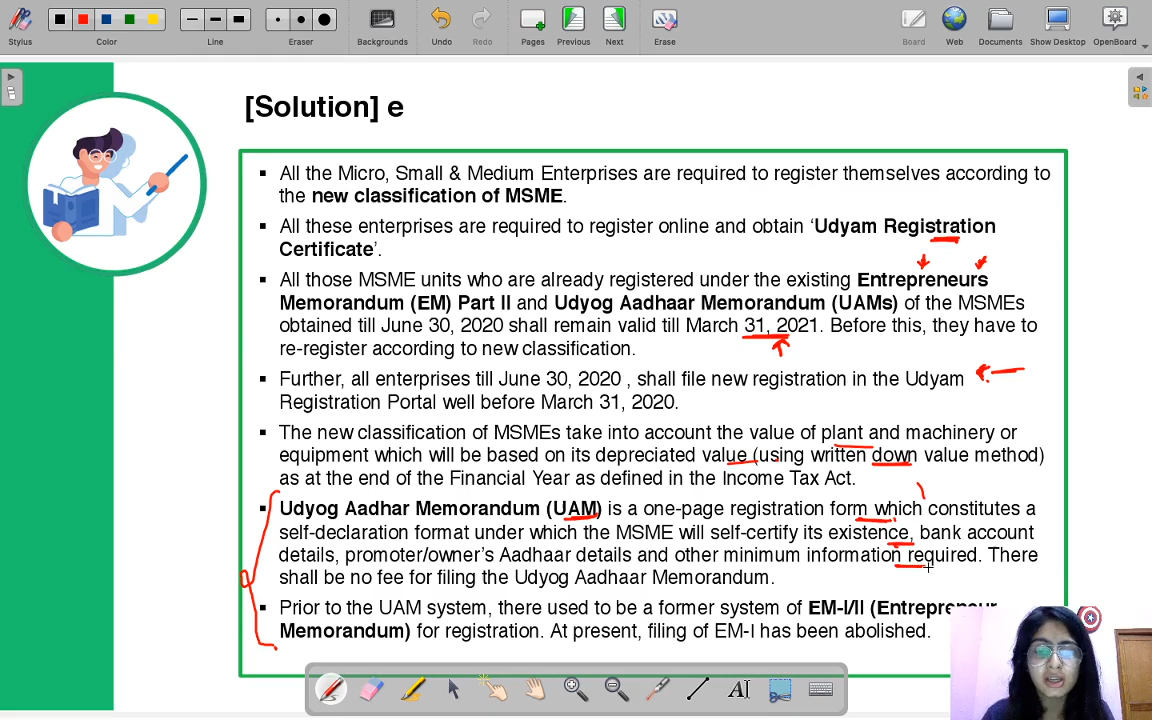 Stylus
Color
Line
Eraser
Backgrounds
Undo
Redo
Pages
Previous
Next
Erase
Board
Web
Documents
Show Desktop
OpenBoard
[Solution] e
▪ All the Micro, Small & Medium Enterprises are required to register themselves according to
the new classification of MSME.
▪ All these enterprises are required to register online and obtain ‘Udyam Registration
Certificate’.
▪ All those MSME units who are already registered under the existing Entrepreneurs
Memorandum (EM) Part II and Udyog Aadhaar Memorandum (UAMs) of the MSMEs
obtained till June 30, 2020 shall remain valid till March 31, 2021. Before this, they have to
re-register according to new classification.
▪ Further, all enterprises till June 30, 2020 , shall file new registration in the Udyam
Registration Portal well before March 31, 2020.
▪ The new classification of MSMEs take into account the value of plant and machinery or
equipment which will be based on its depreciated value (using written down value method)
as at the end of the Financial Year as defined in the Income Tax Act.
▪ Udyog Aadhar Memorandum (UAM) is a one-page registration form which constitutes a
self-declaration format under which the MSME will self-certify its existence, bank account
details, promoter/owner’s Aadhaar details and other minimum information required. There
shall be no fee for filing the Udyog Aadhaar Memorandum.
▪ Prior to the UAM system, there used to be a former system of EM-I/II (Entrepreneur
Memorandum) for registration. At present, filing of EM-I has been abolished.